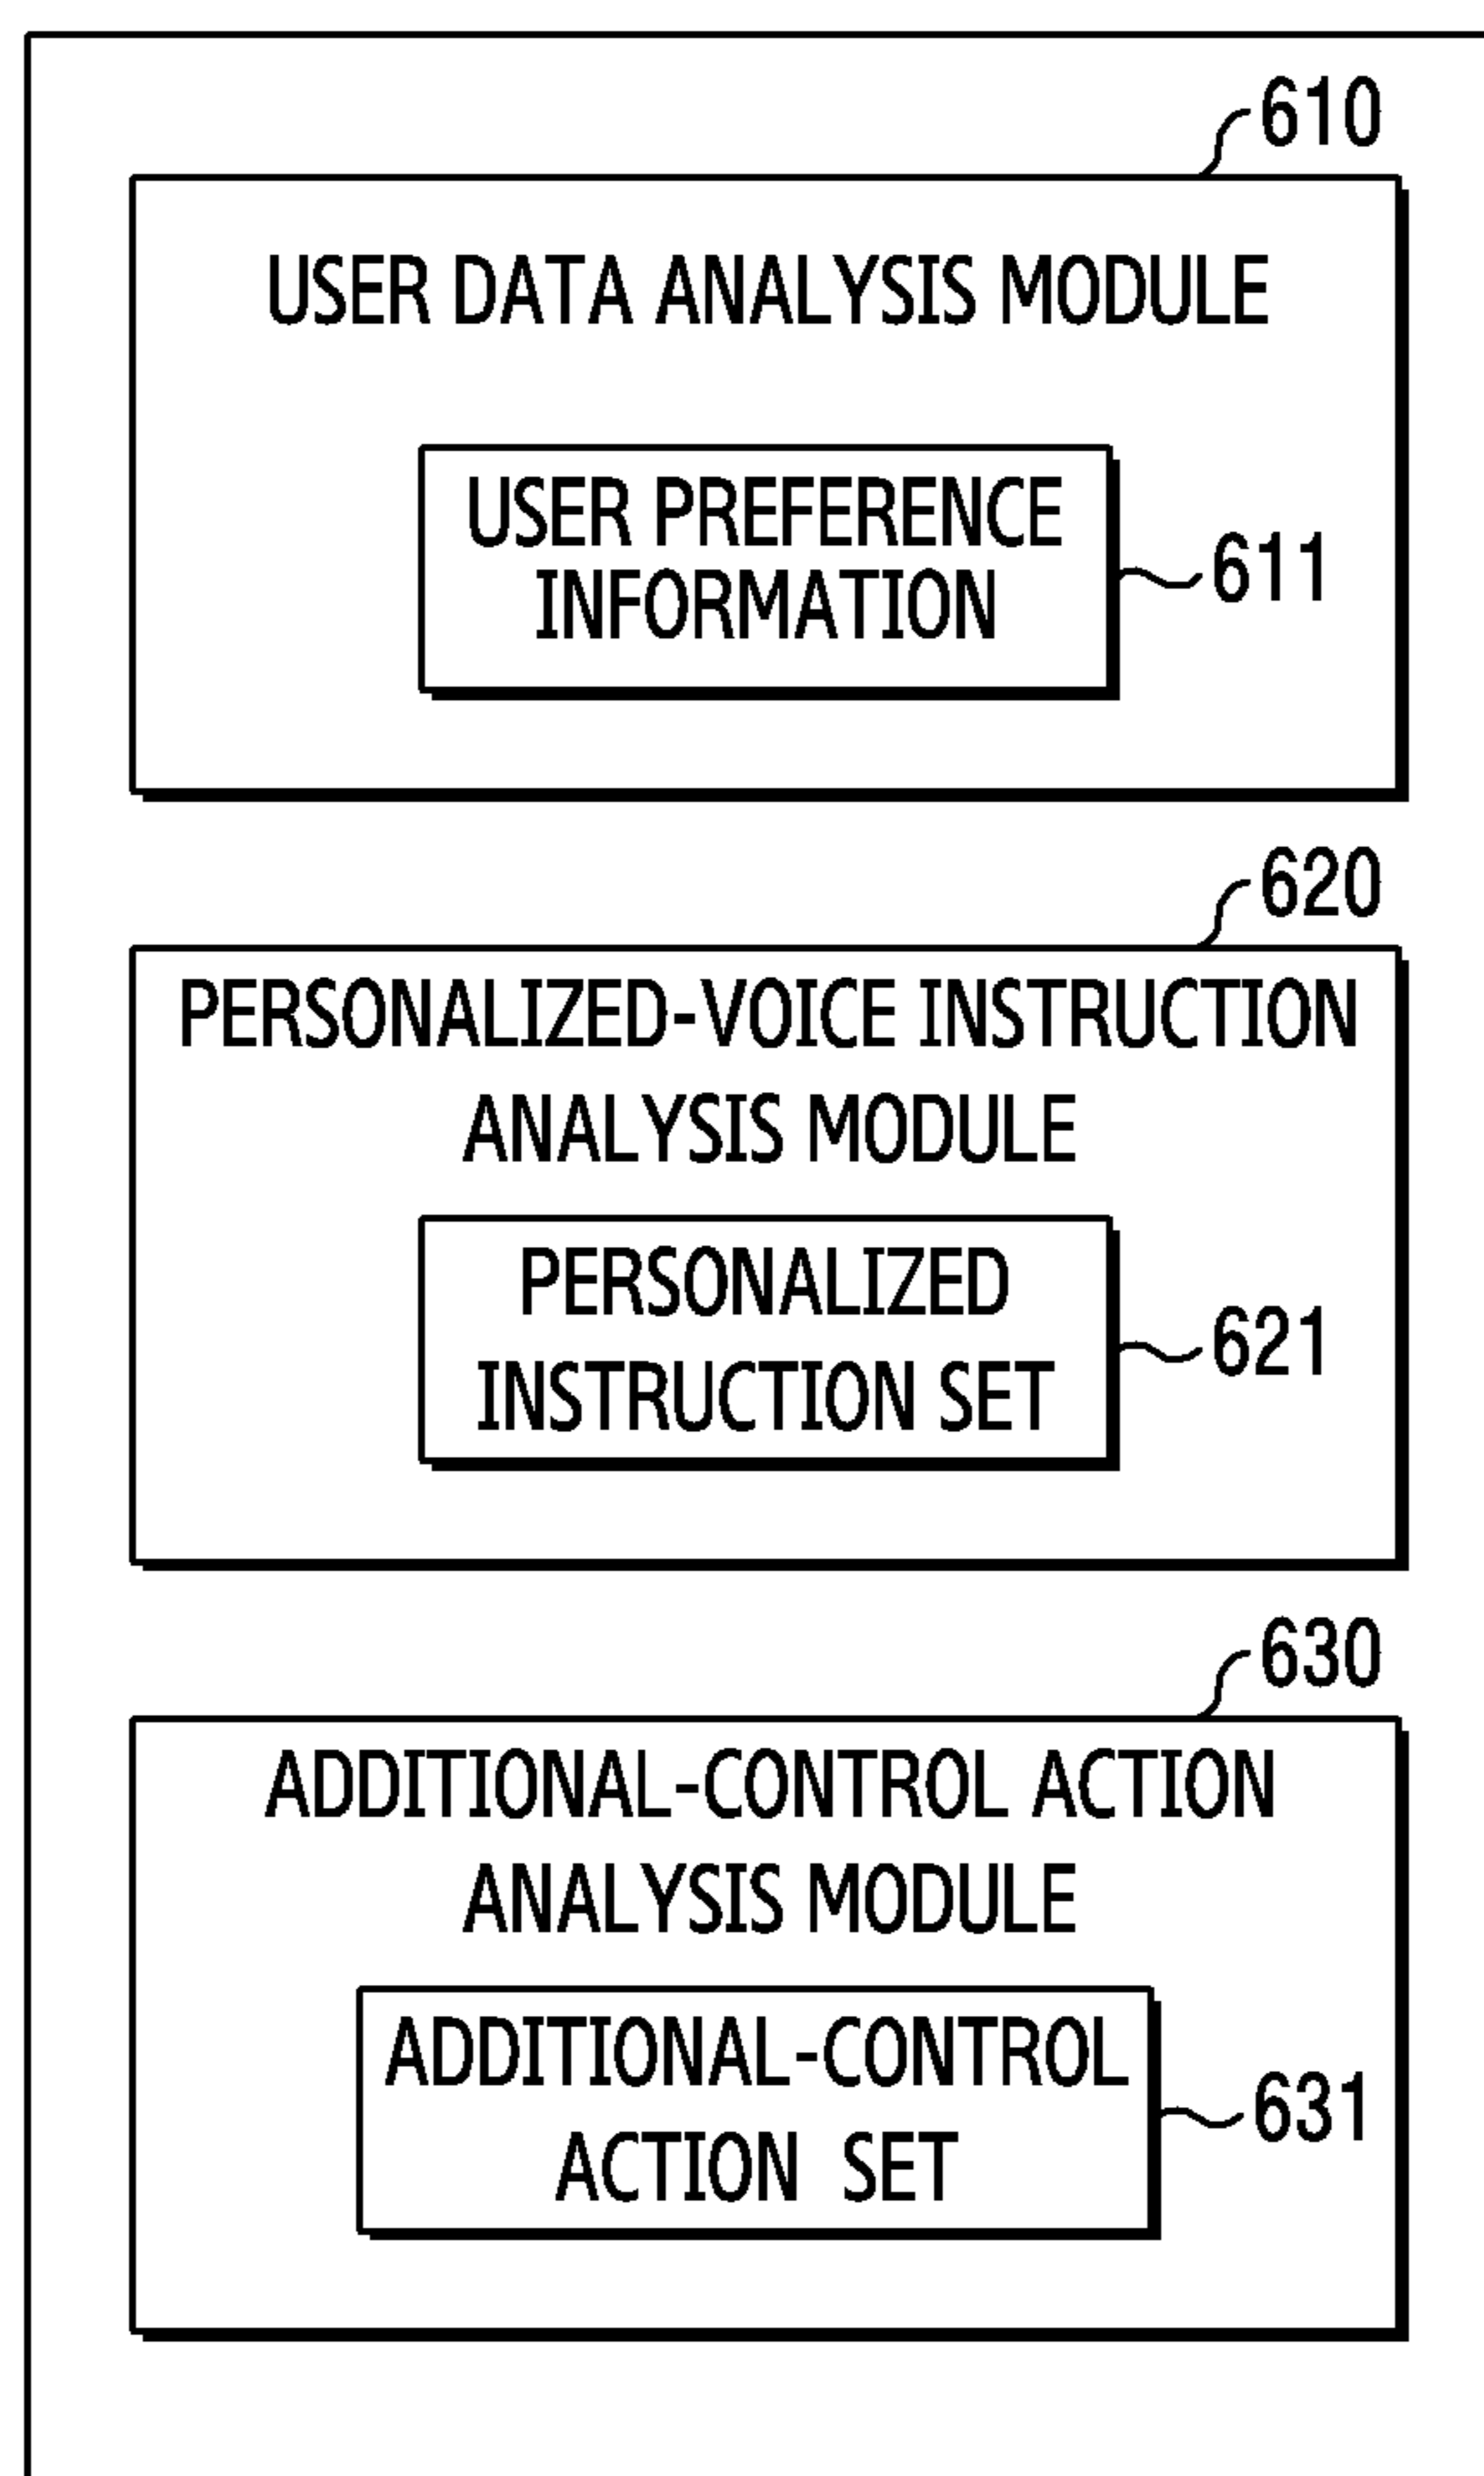 610
USER DATA ANALYSIS MODULE
USER PREFERENCE
INFORMATION
611
620
PERSONALIZED-VOICE INSTRUCTION
ANALYSIS MODULE
PERSONALIZED
INSTRUCTION SET
621
630
ADDITIONAL-CONTROL ACTION
ANALYSIS MODULE
ADDITIONAL-CONTROL
ACTION SET
631